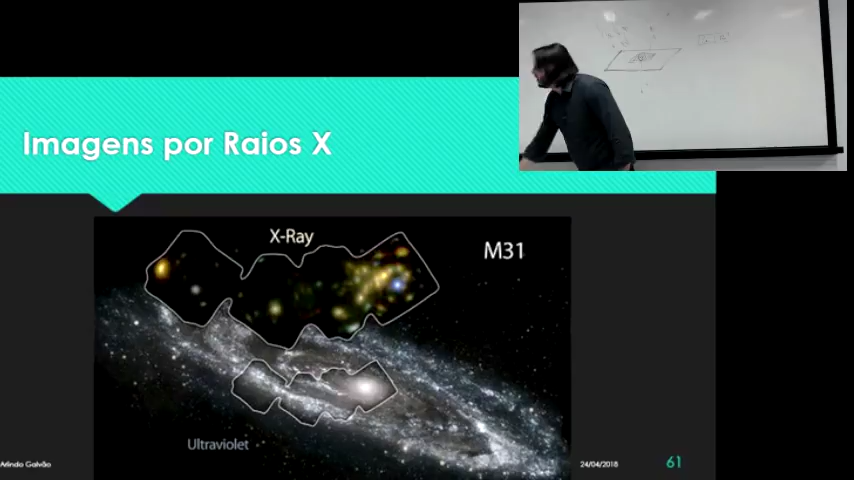 Imagens por Raios X
X-Ray
M31
Ultraviolet
Arlindo Galvão
24/04/2018
61